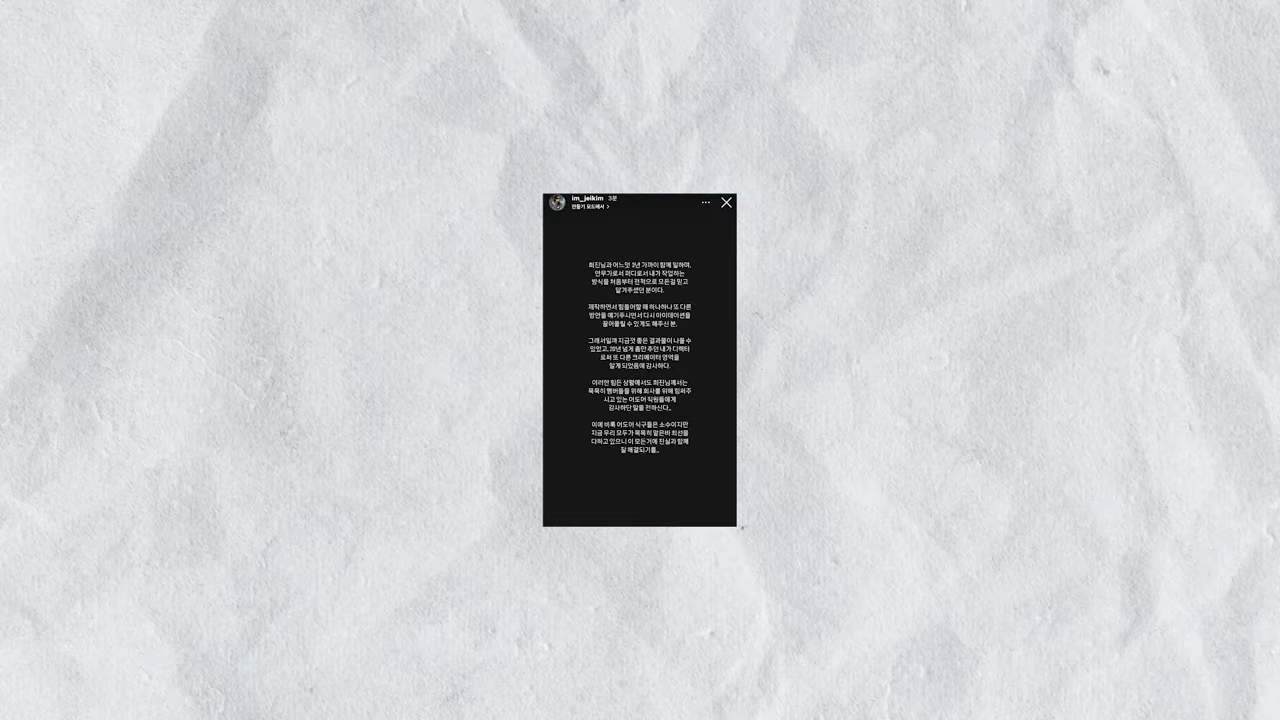 im_jeikim 3분
만들기 모드에서 >
희진님과 어느덧 3년 가까이 함께 일하며,
안무가로서 퍼디로서 내가 작업하는
방식을 처음부터 전적으로 모든걸 믿고
맡겨주셨던 분이다.
제작하면서 힘들어할 때 하나하나 또 다른
방안을 얘기주시면서 다시 아이데이션을
끌어올릴 수 있게도 해주신 분.
그래서일까 지금껏 좋은 결과물이 나올 수
있었고, 20년 넘게 춤만 추던 내가 디렉터
로써 또 다른 크리에이터 영역을
알게 되었음에 감사하다.
이러한 힘든 상황에서도 희진님께서는
묵묵히 멤버들을 위해 회사를 위해 힘써주
시고 있는 어도어 직원들에게
감사하단 말을 전하신다..
이에 비록 어도어 식구들은 소수이지만
지금 우리 모두가 묵묵히 맡은바 최선을
다하고 있으니 이 모든거에 진실과 함께
잘 해결되기를..